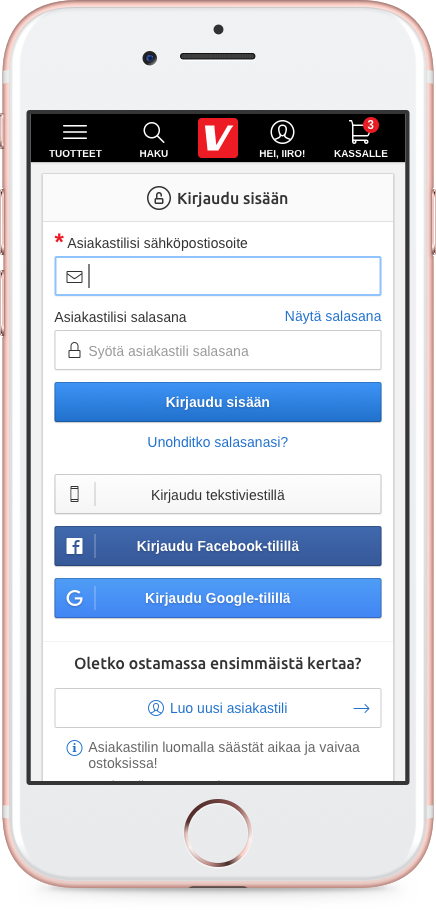 TUOTTEET
HAKU
V
HEI, IIRO!
3
KASSALLE
Kirjaudu sisään
* Asiakastilisi sähköpostiosoite
Asiakastilisi salasana
Näytä salasana
Syötä asiakastili salasana
Kirjaudu sisään
Unohditko salasanasi?
Kirjaudu tekstiviestillä
Kirjaudu Facebook-tilillä
Kirjaudu Google-tilillä
Oletko ostamassa ensimmäistä kertaa?
Luo uusi asiakastili
Asiakastilin luomalla säästät aikaa ja vaivaa
ostoksissa!